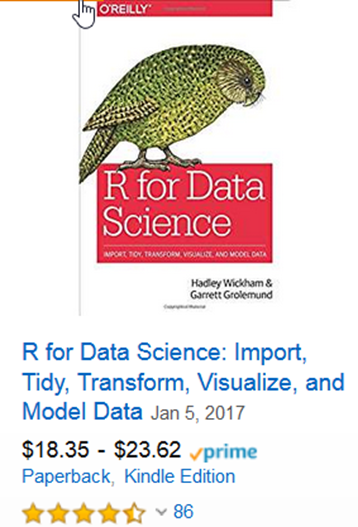 O'REILLY®
R for Data
Science
IMPORT, TIDY, TRANSFORM, VISUALIZE, AND MODEL DATA
Hadley Wickham &
Garrett Grolemund
R for Data Science: Import,
Tidy, Transform, Visualize, and
Model Data Jan 5, 2017
$18.35 - $23.62 prime
Paperback, Kindle Edition
86